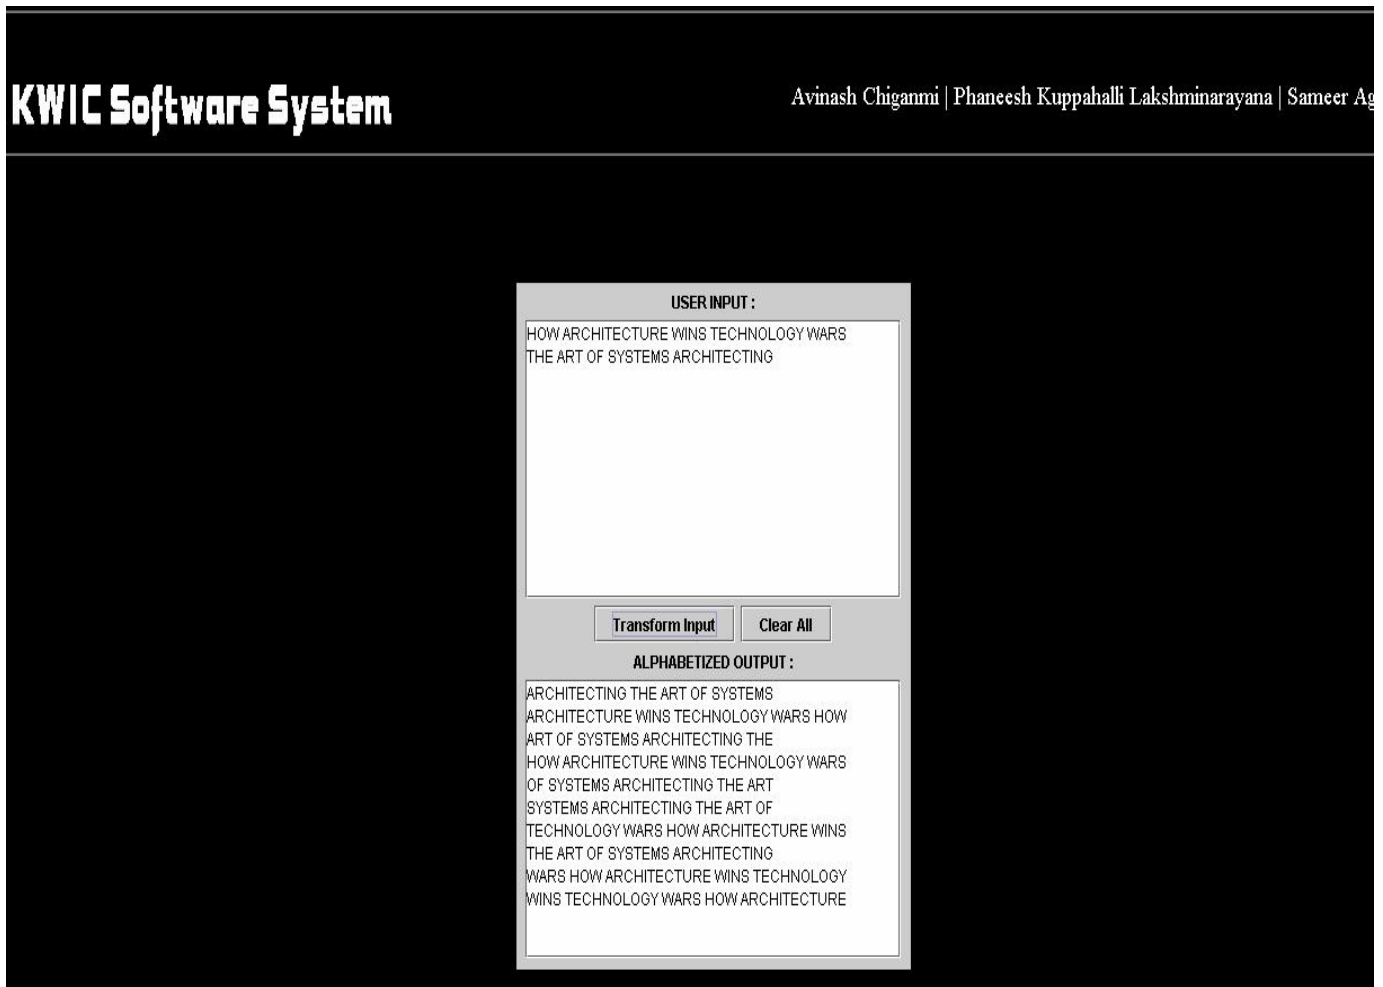 KWIC Software System
Avinash Chiganmi | Phaneesh Kuppahalli Lakshminarayana | Sameer Ag
USER INPUT :
HOW ARCHITECTURE WINS TECHNOLOGY WARS
THE ART OF SYSTEMS ARCHITECTING
Transform Input Clear All
ALPHABETIZED OUTPUT :
ARCHITECTING THE ART OF SYSTEMS
ARCHITECTURE WINS TECHNOLOGY WARS HOW
ART OF SYSTEMS ARCHITECTING THE
HOW ARCHITECTURE WINS TECHNOLOGY WARS
OF SYSTEMS ARCHITECTING THE ART
SYSTEMS ARCHITECTING THE ART OF
TECHNOLOGY WARS HOW ARCHITECTURE WINS
THE ART OF SYSTEMS ARCHITECTING
WARS HOW ARCHITECTURE WINS TECHNOLOGY
WINS TECHNOLOGY WARS HOW ARCHITECTURE